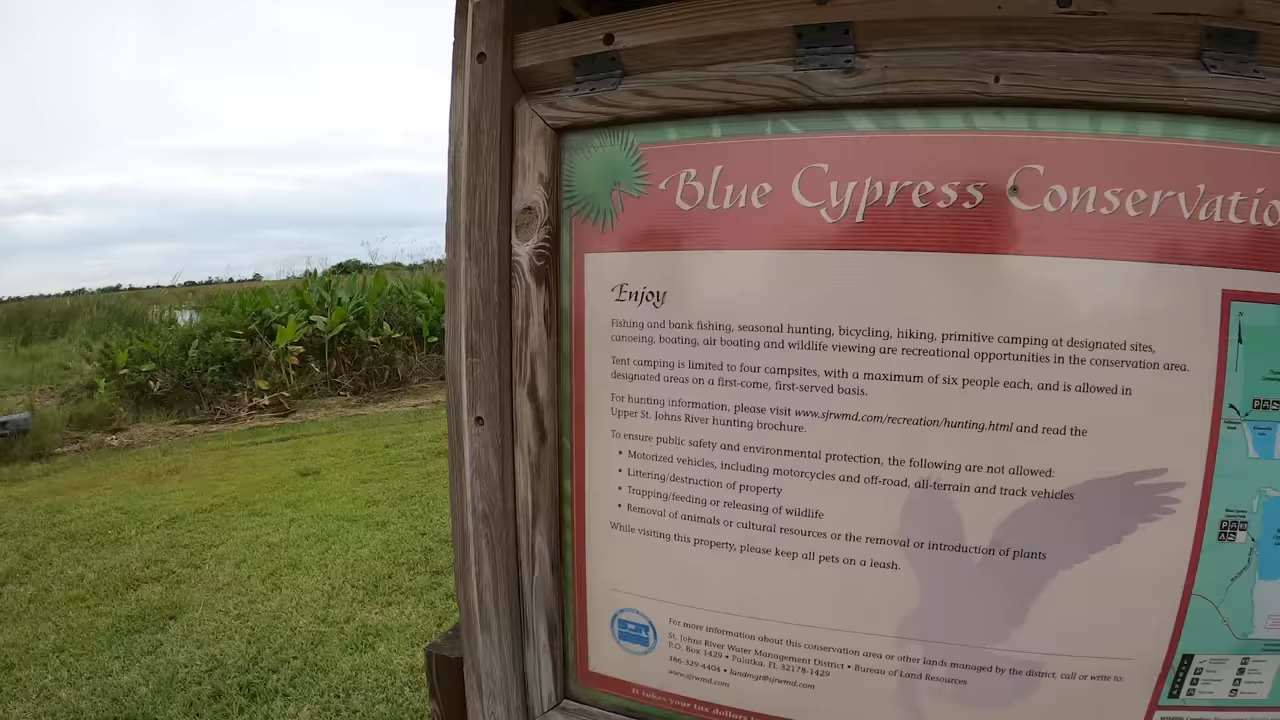 Blue Cypress Conservatio
Enjoy
Fishing and bank fishing, seasonal hunting, bicycling, hiking, primitive camping at designated sites,
canoeing, boating, air boating and wildlife viewing are recreational opportunities in the conservation area.
Tent camping is limited to four campsites, with a maximum of six people each, and is allowed in
designated areas on a first-come, first-served basis.
For hunting information, please visit www.sjrwmd.com/recreation/hunting.html and read the
Upper St. Johns River hunting brochure.
To ensure public safety and environmental protection, the following are not allowed:
• Motorized vehicles, including motorcycles and off-road, all-terrain and track vehicles
• Littering/destruction of property
• Trapping/feeding or releasing of wildlife
• Removal of animals or cultural resources or the removal or introduction of plants
While visiting this property, please keep all pets on a leash.
For more information about this conservation area or other lands managed by the district, call or write to:
St. Johns River Water Management District • Bureau of Land Resources
P.O. Box 1429 • Palatka, FL 32178-1429
386-329-4404 • landmgt@sjrwmd.com
www.sjrwmd.com
It takes your tax dollars
N